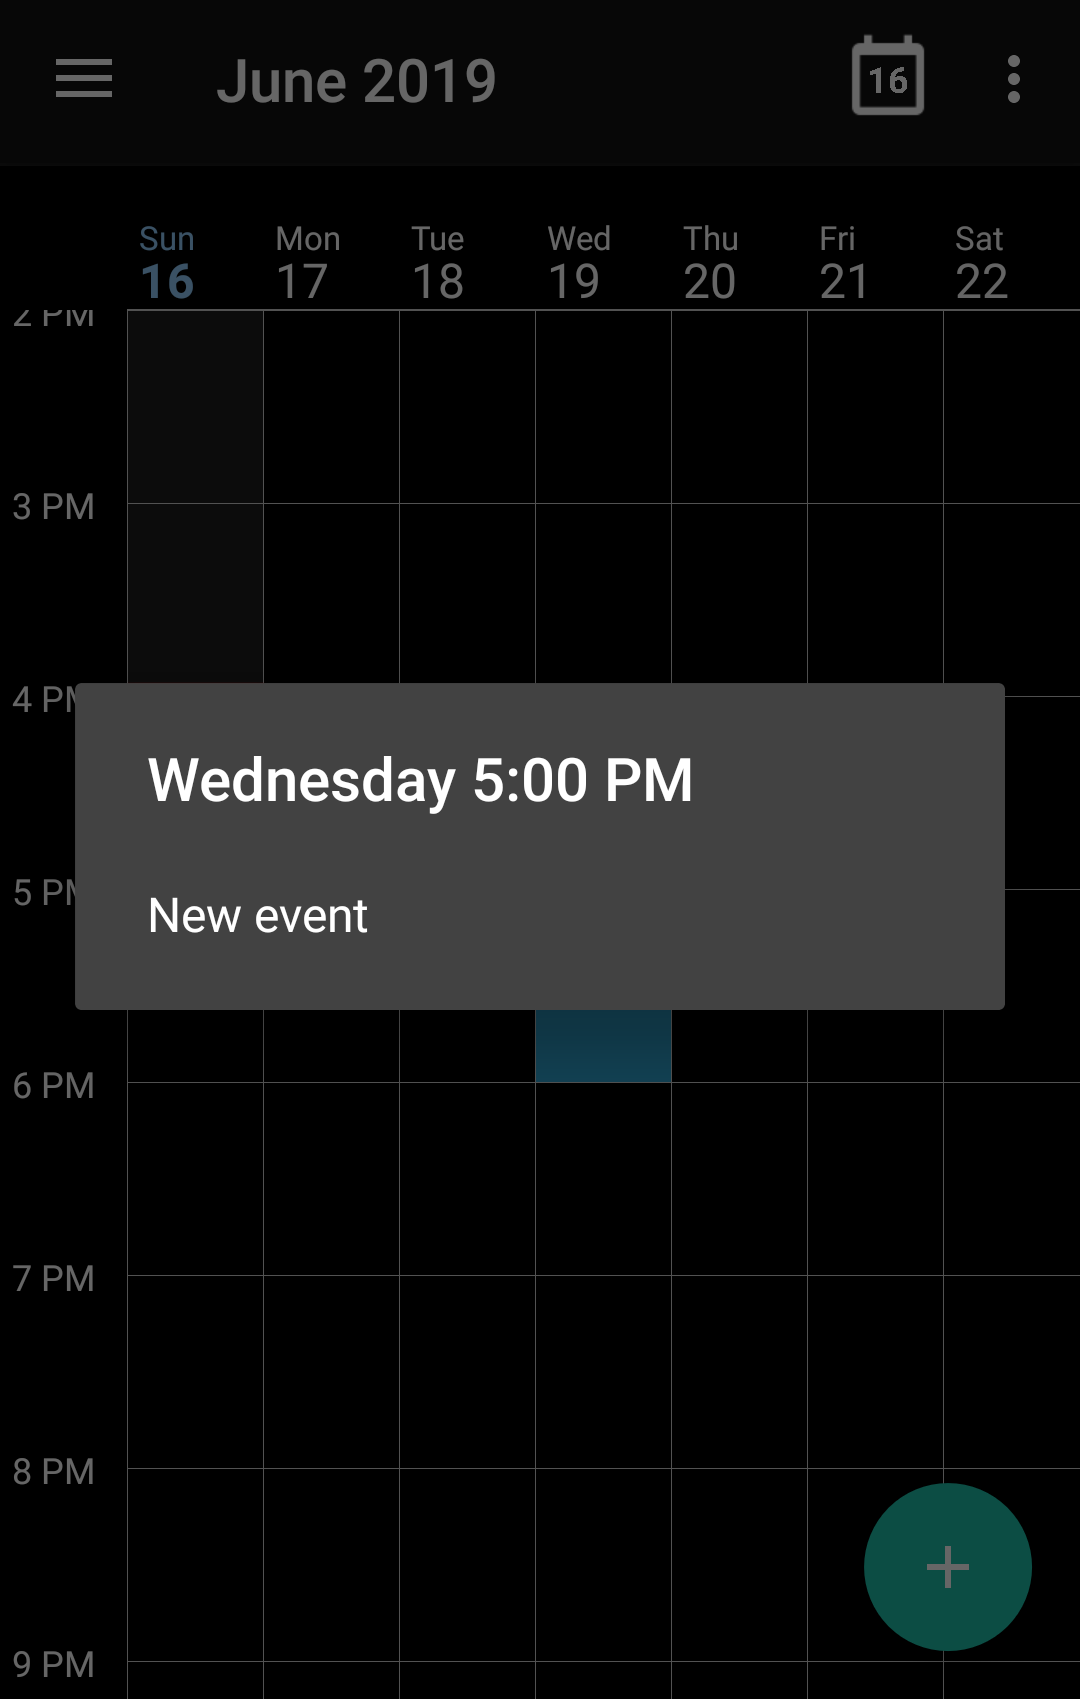 June 2019
16
Sun Mon Tue Wed Thu Fri Sat
16 17 18 19 20 21 22
2 PM
3 PM
4 PM
Wednesday 5:00 PM
5 PM
New event
6 PM
7 PM
8 PM
9 PM